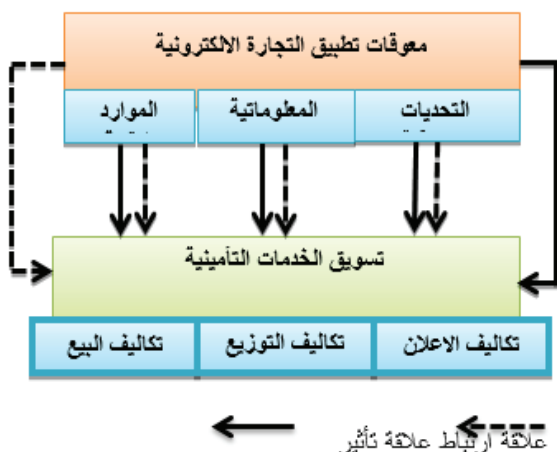 معوقات تطبيق التجارة الالكترونية
التحديات المعلوماتية الموارد
تسويق الخدمات التأمينية
تكاليف الاعلان تكاليف التوزيع تكاليف البيع
علاقة ارتباط علاقة تأثير